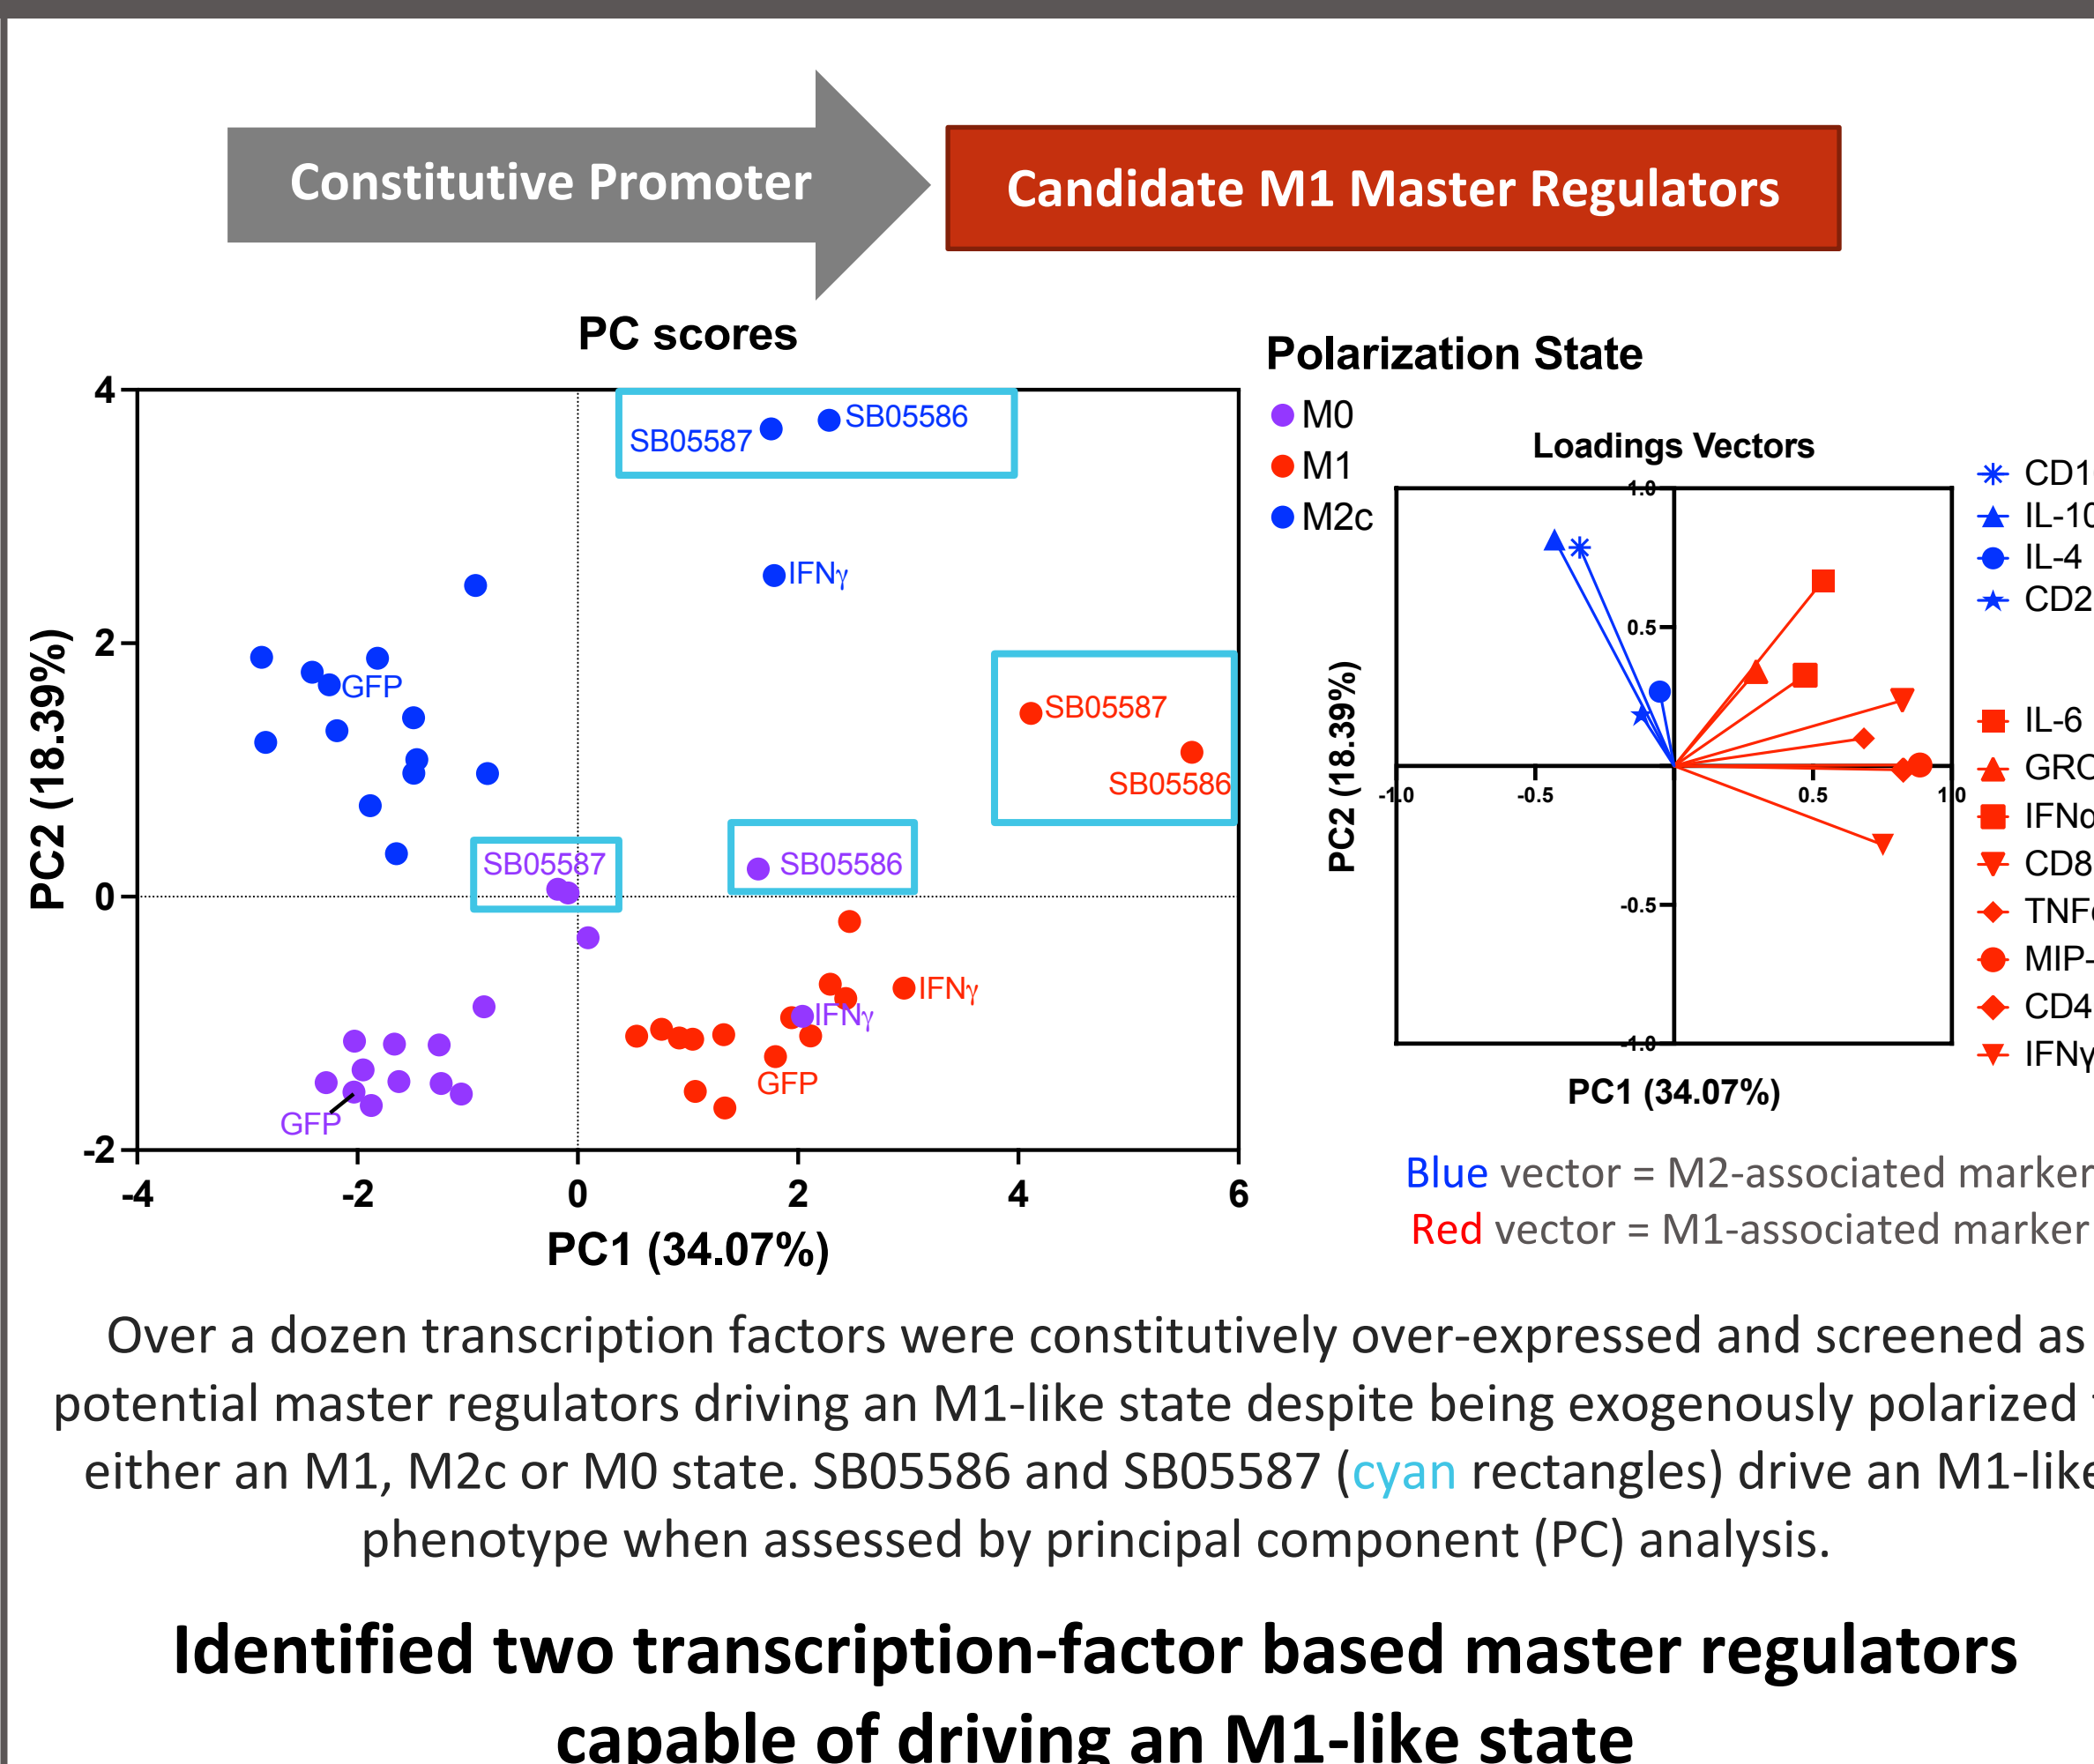 Constitutive Promoter
Candidate M1 Master Regulators
PC scores
4
2
0
-2
-4
-2
0
2
4
6
PC2 (18.39%)
PC1 (34.07%)
SB05587
SB05586
IFNγ
GFP
SB05587
SB05586
SB05587
SB05586
IFNγ
IFNγ
GFP
GFP
Polarization State
M0
M1
M2c
Loadings Vectors
1.0
0.5
-0.5
-1.0
-1.0
-0.5
0.5
1.0
PC2 (18.39%)
PC1 (34.07%)
IL-4
IL-6
Blue vector = M2-associated marker
Red vector = M1-associated marker
Over a dozen transcription factors were constitutively over-expressed and screened as
potential master regulators driving an M1-like state despite being exogenously polarized
either an M1, M2c or M0 state. SB05586 and SB05587 (cyan rectangles) drive an M1-like
phenotype when assessed by principal component (PC) analysis.
Identified two transcription-factor based master regulators
capable of driving an M1-like state